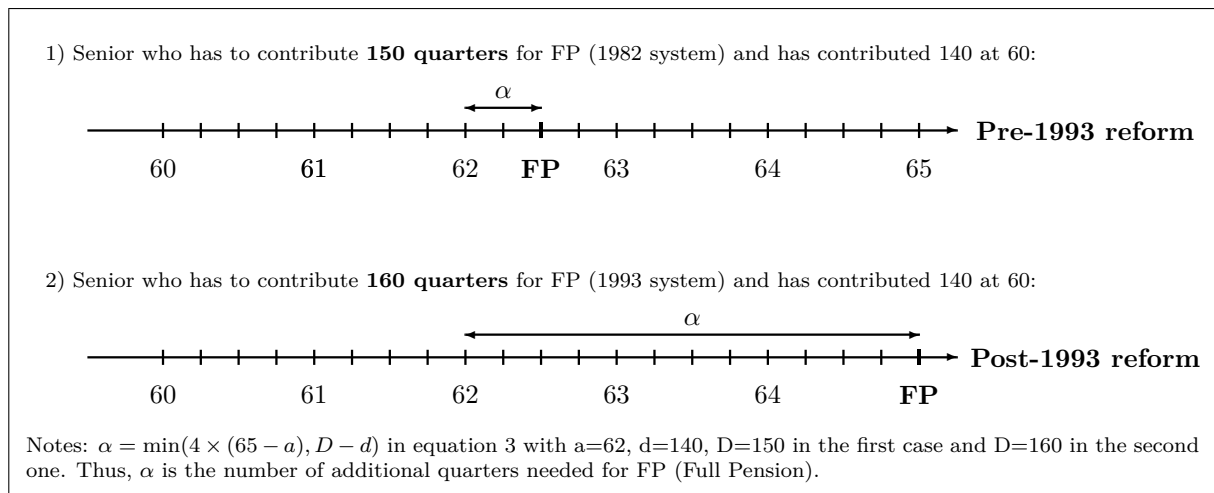 1) Senior who has to contribute 150 quarters for FP (1982 system) and has contributed 140 at 60:
α
Pre-1993 reform
60 61 62 FP 63 64 65
2) Senior who has to contribute 160 quarters for FP (1993 system) and has contributed 140 at 60:
α
Post-1993 reform
60 61 62 63 64 FP
Notes: α = min(4 × (65 − a), D − d) in equation 3 with a=62, d=140, D=150 in the first case and D=160 in the second
one. Thus, α is the number of additional quarters needed for FP (Full Pension).